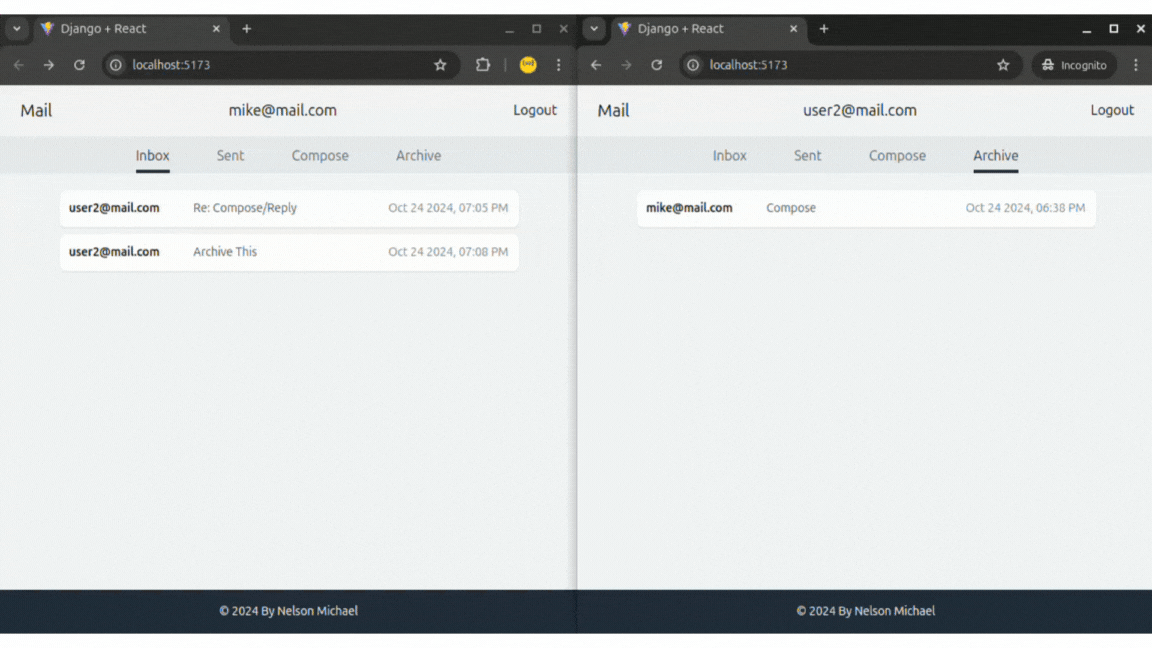 Django + React
localhost:5173
Mail mike@mail.com Logout
Inbox Sent Compose Archive
user2@mail.com Re: Compose/Reply Oct 24 2024, 07:05 PM
user2@mail.com Archive This Oct 24 2024, 07:08 PM
© 2024 By Nelson Michael
Django + React
localhost:5173 Incognito
Mail user2@mail.com Logout
Inbox Sent Compose Archive
mike@mail.com Compose Oct 24 2024, 06:38 PM
© 2024 By Nelson Michael